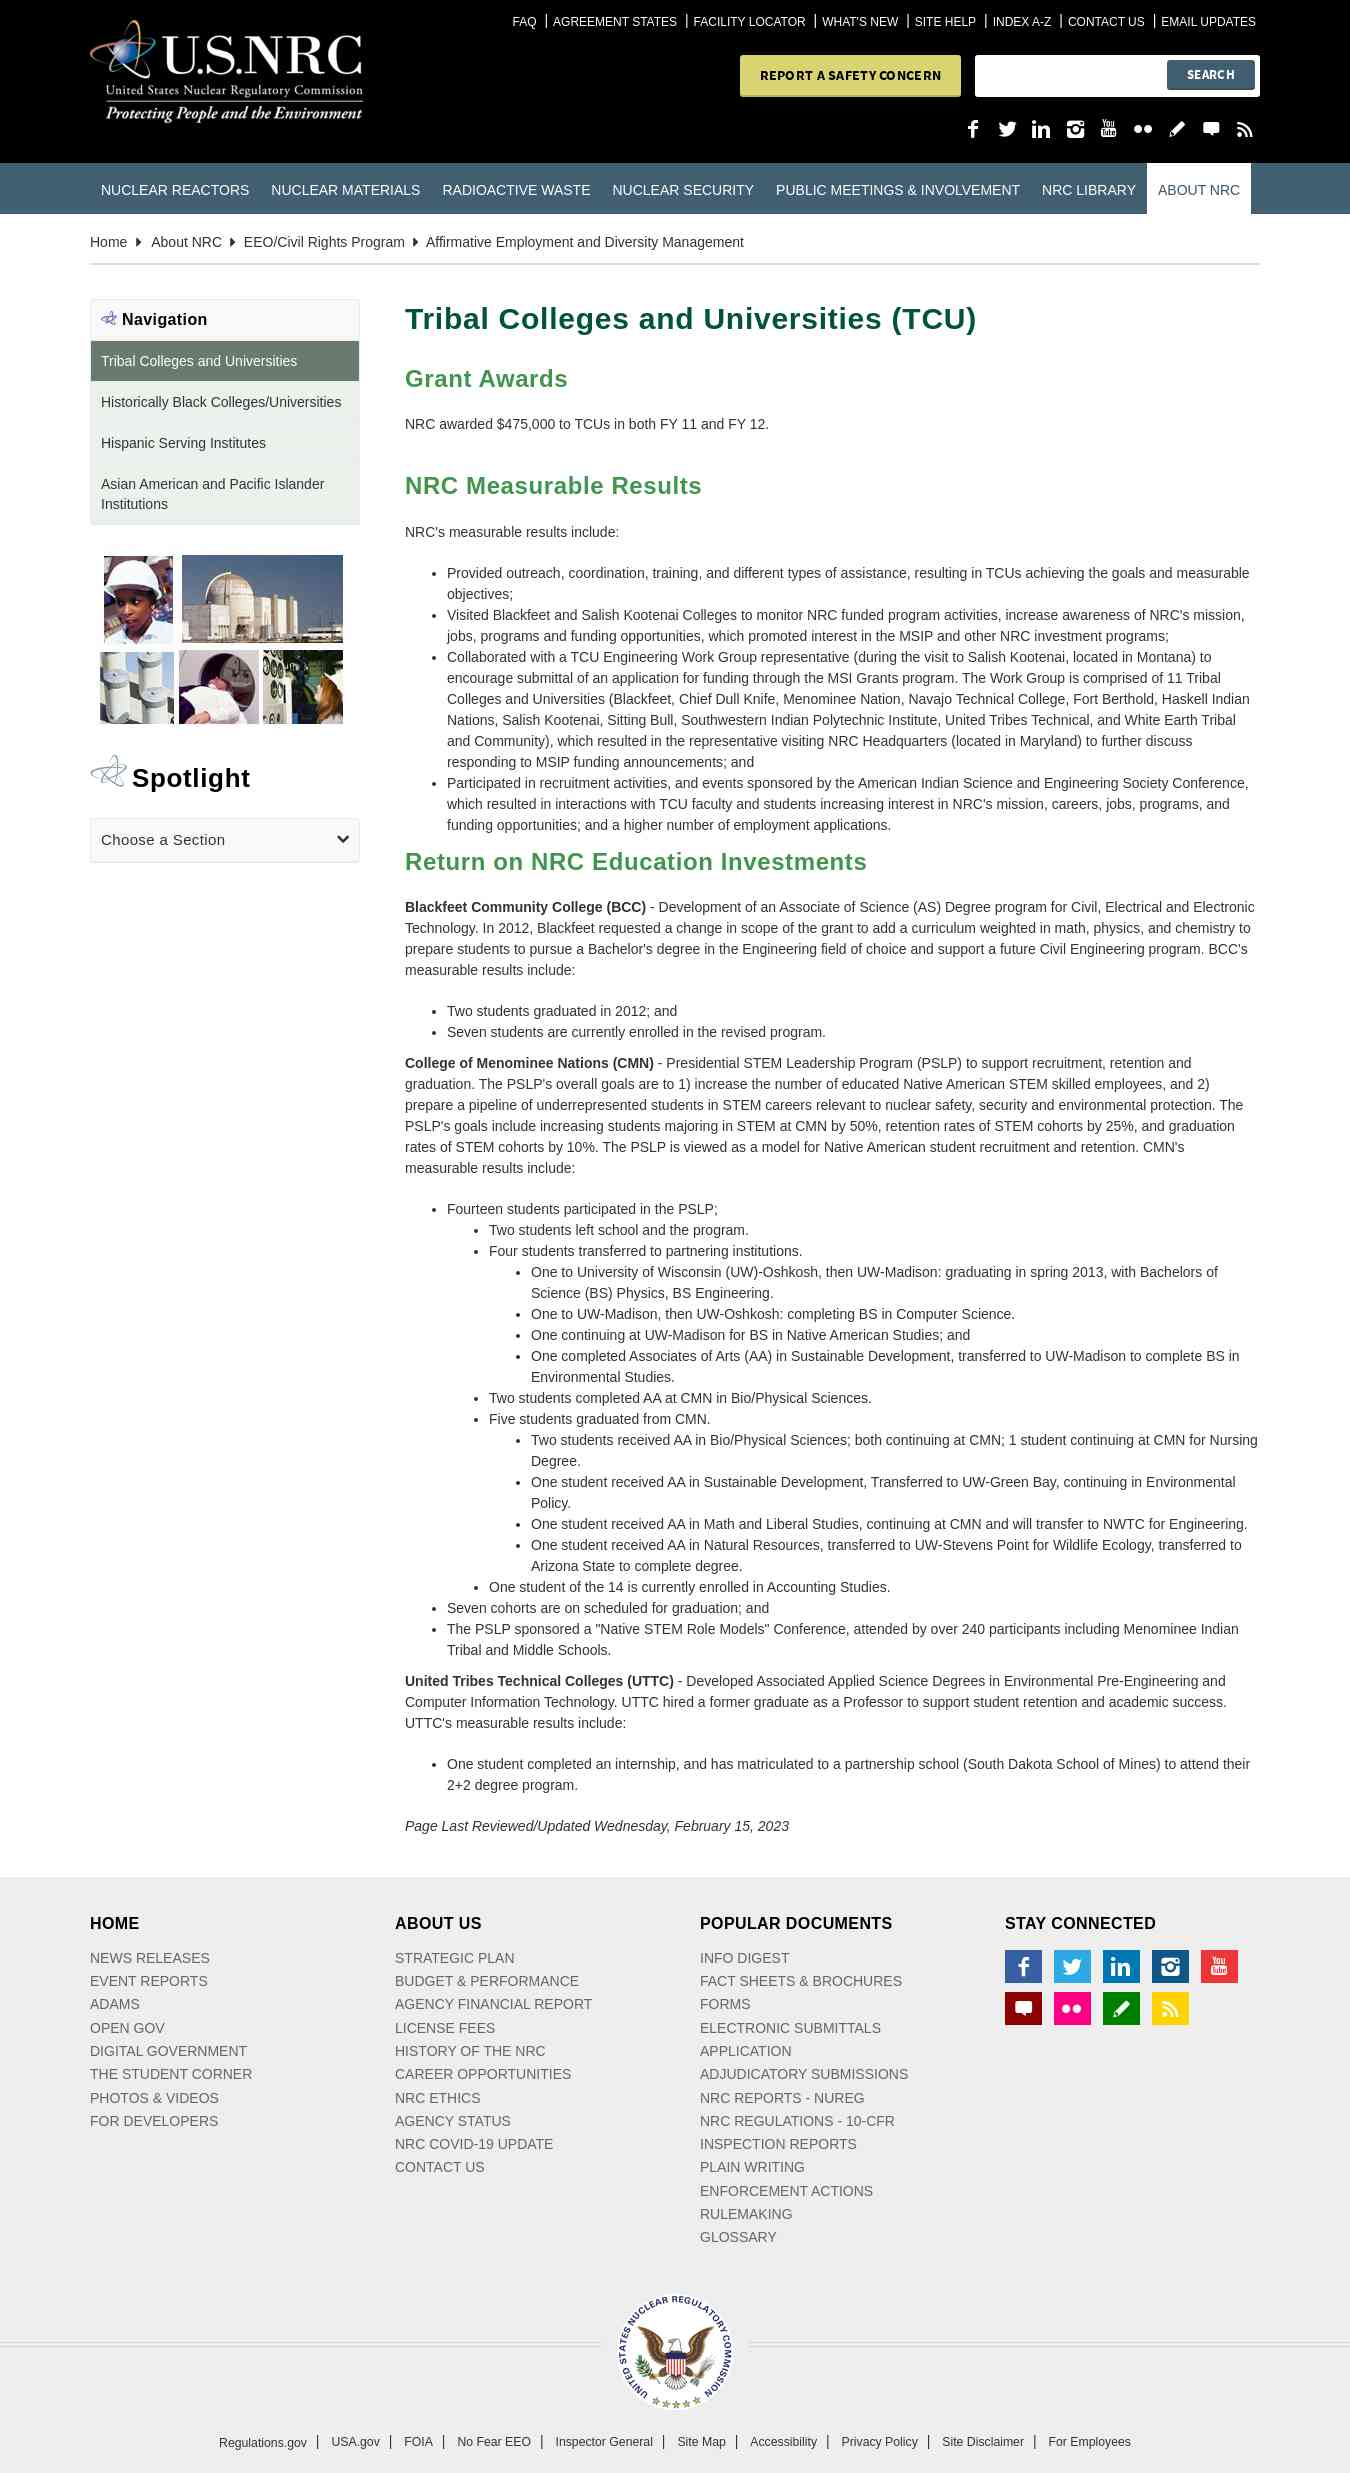 FAQ | AGREEMENT STATES | FACILITY LOCATOR | WHAT'S NEW | SITE HELP | INDEX A-Z | CONTACT US | EMAIL UPDATES
U.S.NRC
United States Nuclear Regulatory Commission
Protecting People and the Environment
REPORT A SAFETY CONCERN
SEARCH
NUCLEAR REACTORS NUCLEAR MATERIALS RADIOACTIVE WASTE NUCLEAR SECURITY PUBLIC MEETINGS & INVOLVEMENT NRC LIBRARY ABOUT NRC
Home About NRC EEO/Civil Rights Program Affirmative Employment and Diversity Management
Navigation
Tribal Colleges and Universities
Historically Black Colleges/Universities
Hispanic Serving Institutes
Asian American and Pacific Islander
Institutions
Spotlight
Choose a Section
Tribal Colleges and Universities (TCU)
Grant Awards
NRC awarded $475,000 to TCUs in both FY 11 and FY 12.
NRC Measurable Results
NRC's measurable results include:
• Provided outreach, coordination, training, and different types of assistance, resulting in TCUs achieving the goals and measurable
objectives;
• Visited Blackfeet and Salish Kootenai Colleges to monitor NRC funded program activities, increase awareness of NRC's mission,
jobs, programs and funding opportunities, which promoted interest in the MSIP and other NRC investment programs;
• Collaborated with a TCU Engineering Work Group representative (during the visit to Salish Kootenai, located in Montana) to
encourage submittal of an application for funding through the MSI Grants program. The Work Group is comprised of 11 Tribal
Colleges and Universities (Blackfeet, Chief Dull Knife, Menominee Nation, Navajo Technical College, Fort Berthold, Haskell Indian
Nations, Salish Kootenai, Sitting Bull, Southwestern Indian Polytechnic Institute, United Tribes Technical, and White Earth Tribal
and Community), which resulted in the representative visiting NRC Headquarters (located in Maryland) to further discuss
responding to MSIP funding announcements; and
• Participated in recruitment activities, and events sponsored by the American Indian Science and Engineering Society Conference,
which resulted in interactions with TCU faculty and students increasing interest in NRC's mission, careers, jobs, programs, and
funding opportunities; and a higher number of employment applications.
Return on NRC Education Investments
Blackfeet Community College (BCC) - Development of an Associate of Science (AS) Degree program for Civil, Electrical and Electronic
Technology. In 2012, Blackfeet requested a change in scope of the grant to add a curriculum weighted in math, physics, and chemistry to
prepare students to pursue a Bachelor's degree in the Engineering field of choice and support a future Civil Engineering program. BCC's
measurable results include:
• Two students graduated in 2012; and
• Seven students are currently enrolled in the revised program.
College of Menominee Nations (CMN) - Presidential STEM Leadership Program (PSLP) to support recruitment, retention and
graduation. The PSLP's overall goals are to 1) increase the number of educated Native American STEM skilled employees, and 2)
prepare a pipeline of underrepresented students in STEM careers relevant to nuclear safety, security and environmental protection. The
PSLP's goals include increasing students majoring in STEM at CMN by 50%, retention rates of STEM cohorts by 25%, and graduation
rates of STEM cohorts by 10%. The PSLP is viewed as a model for Native American student recruitment and retention. CMN's
measurable results include:
• Fourteen students participated in the PSLP;
• Two students left school and the program.
• Four students transferred to partnering institutions.
• One to University of Wisconsin (UW)-Oshkosh, then UW-Madison: graduating in spring 2013, with Bachelors of
Science (BS) Physics, BS Engineering.
• One to UW-Madison, then UW-Oshkosh: completing BS in Computer Science.
• One continuing at UW-Madison for BS in Native American Studies; and
• One completed Associates of Arts (AA) in Sustainable Development, transferred to UW-Madison to complete BS in
Environmental Studies.
• Two students completed AA at CMN in Bio/Physical Sciences.
• Five students graduated from CMN.
• Two students received AA in Bio/Physical Sciences; both continuing at CMN; 1 student continuing at CMN for Nursing
Degree.
• One student received AA in Sustainable Development, Transferred to UW-Green Bay, continuing in Environmental
Policy.
• One student received AA in Math and Liberal Studies, continuing at CMN and will transfer to NWTC for Engineering.
• One student received AA in Natural Resources, transferred to UW-Stevens Point for Wildlife Ecology, transferred to
Arizona State to complete degree.
• One student of the 14 is currently enrolled in Accounting Studies.
• Seven cohorts are on scheduled for graduation; and
• The PSLP sponsored a "Native STEM Role Models" Conference, attended by over 240 participants including Menominee Indian
Tribal and Middle Schools.
United Tribes Technical Colleges (UTTC) - Developed Associated Applied Science Degrees in Environmental Pre-Engineering and
Computer Information Technology. UTTC hired a former graduate as a Professor to support student retention and academic success.
UTTC's measurable results include:
• One student completed an internship, and has matriculated to a partnership school (South Dakota School of Mines) to attend their
2+2 degree program.
Page Last Reviewed/Updated Wednesday, February 15, 2023
HOME
NEWS RELEASES
EVENT REPORTS
ADAMS
OPEN GOV
DIGITAL GOVERNMENT
THE STUDENT CORNER
PHOTOS & VIDEOS
FOR DEVELOPERS
ABOUT US
STRATEGIC PLAN
BUDGET & PERFORMANCE
AGENCY FINANCIAL REPORT
LICENSE FEES
HISTORY OF THE NRC
CAREER OPPORTUNITIES
NRC ETHICS
AGENCY STATUS
NRC COVID-19 UPDATE
CONTACT US
POPULAR DOCUMENTS
INFO DIGEST
FACT SHEETS & BROCHURES
FORMS
ELECTRONIC SUBMITTALS
APPLICATION
ADJUDICATORY SUBMISSIONS
NRC REPORTS - NUREG
NRC REGULATIONS - 10-CFR
INSPECTION REPORTS
PLAIN WRITING
ENFORCEMENT ACTIONS
RULEMAKING
GLOSSARY
STAY CONNECTED
You Tube
UNITED STATES NUCLEAR REGULATORY COMMISSION
Regulations.gov | USA.gov | FOIA | No Fear EEO | Inspector General | Site Map | Accessibility | Privacy Policy | Site Disclaimer | For Employees